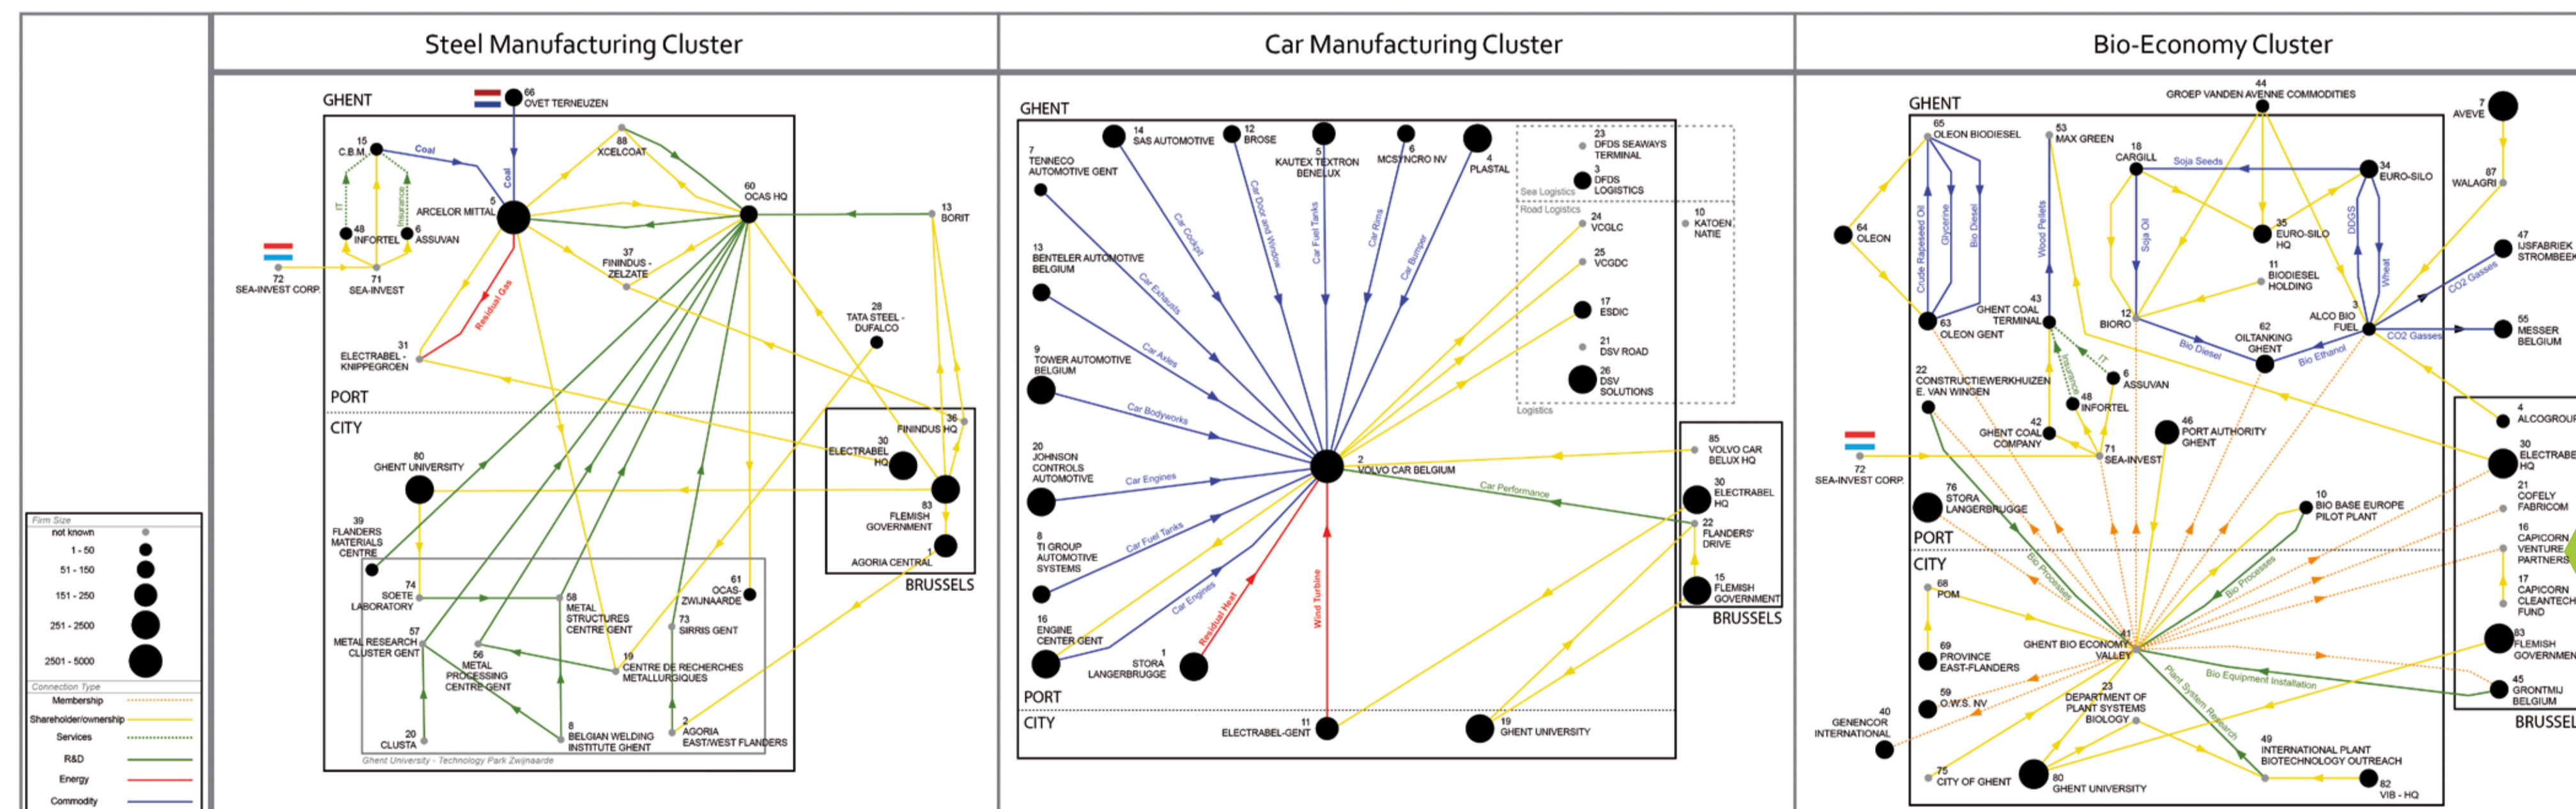 Steel Manufacturing Cluster
Car Manufacturing Cluster
Bio-Economy Cluster
Firm Size
not known
1 - 50
51 - 150
151 - 250
251 - 2500
2501 - 5000
Connection Type
Membership
Shareholder/ownership
Services
R&D
Energy
Commodity
GHENT
66
OVET TERNEUZEN
15
C.B.M.
Coal
Coal
88
XCELCOAT
60
OCAS HQ
5
ARCELOR MITTAL
13
BORIT
IT
Insurance
48
INFORTEL
6
ASSUVAN
72
SEA-INVEST CORP.
71
SEA-INVEST
37
FININDUS -
ZELZATE
Residual Gas
28
TATA STEEL -
DUFALCO
31
ELECTRABEL -
KNIPPEGROEN
PORT
CITY
36
FININDUS HQ
30
ELECTRABEL
HQ
80
GHENT UNIVERSITY
83
FLEMISH
GOVERNMENT
39
FLANDERS
MATERIALS
CENTRE
1
AGORIA CENTRAL
BRUSSELS
74
SOETE
LABORATORY
58
METAL
STRUCTURES
CENTRE GENT
61
OCAS-
ZWIJNAARDE
73
SIRRIS GENT
57
METAL RESEARCH
CLUSTER GENT
56
METAL
PROCESSING
CENTRE GENT
19
CENTRE DE RECHERCHES
METALLURGIQUES
20
CLUSTA
8
BELGIAN WELDING
INSTITUTE GHENT
2
AGORIA
EAST/WEST FLANDERS
Ghent University - Technology Park Zwijnaarde
GHENT
7
TENNECO
AUTOMOTIVE GENT
14
SAS AUTOMOTIVE
12
BROSE
5
KAUTEX TEXTRON
BENELUX
6
MCSYNCRO NV
4
PLASTAL
23
DFDS SEAWAYS
TERMINAL
3
DFDS
LOGISTICS
Sea Logistics
Road Logistics
24
VCGLC
10
KATOEN
NATIE
25
VCGDC
17
ESDIC
21
DSV ROAD
26
DSV
SOLUTIONS
Logistics
Car Cockpit
Car Door and Window
Car Fuel Tanks
Car Rims
Car Bumper
13
BENTELER AUTOMOTIVE
BELGIUM
Car Exhausts
9
TOWER AUTOMOTIVE
BELGIUM
Car Axles
Car Bodyworks
20
JOHNSON
CONTROLS
AUTOMOTIVE
Car Engines
2
VOLVO CAR BELGIUM
85
VOLVO CAR
BELUX HQ
30
ELECTRABEL
HQ
Car Performance
22
FLANDERS'
DRIVE
15
FLEMISH
GOVERNMENT
BRUSSELS
8
TI GROUP
AUTOMOTIVE
SYSTEMS
Car Fuel Tanks
16
ENGINE
CENTER GENT
Car Engines
1
STORA
LANGERBRUGGE
Residual Heat
Wind Turbine
PORT
CITY
11
ELECTRABEL-GENT
19
GHENT UNIVERSITY
GHENT
44
GROEP VANDEN AVENNE COMMODITIES
7
AVEVE
65
OLEON BIODIESEL
53
MAX GREEN
18
CARGILL
Soja Seeds
34
EURO-SILO
87
WALAGRI
64
OLEON
Crude Rapeseed Oil
Glycerine
Bio Diesel
Wood Pellets
Soja Oil
35
EURO-SILO
HQ
DDGS
Wheat
47
IJSFABRIEK
STROMBEEK
11
BIODIESEL
HOLDING
CO2 Gasses
63
OLEON GENT
43
GHENT COAL
TERMINAL
12
BIORO
Bio Diesel
62
OILTANKING
GHENT
Bio Ethanol
3
ALCO BIO
FUEL
CO2 Gasses
55
MESSER
BELGIUM
IT
Insurance
22
CONSTRUCTIEWERKHUIZEN
E. VAN WINGEN
6
ASSUVAN
48
INFORTEL
42
GHENT COAL
COMPANY
46
PORT AUTHORITY
GHENT
4
ALCOGROUP
72
SEA-INVEST CORP.
71
SEA-INVEST
30
ELECTRABE
HQ
76
STORA
LANGERBRUGGE
10
BIO BASE EUROPE
PILOT PLANT
21
COFELY
FABRICOM
16
CAPICORN
VENTURE
PARTNERS
PORT
CITY
Bio Processes
Bio Processes
68
POM
17
CAPICORN
CLEANTECH
FUND
41
GHENT BIO ECONOMY
VALLEY
83
FLEMISH
GOVERNMEN
69
PROVINCE
EAST-FLANDERS
Bio Equipment Installation
45
GRONTMIJ
BELGIUM
BRUSSEL
59
O.W.S. NV
40
GENENCOR
INTERNATIONAL
23
DEPARTMENT OF
PLANT SYSTEMS
BIOLOGY
Plant System Research
49
INTERNATIONAL PLANT
BIOTECHNOLOGY OUTREACH
75
CITY OF GHENT
80
GHENT UNIVERSITY
82
VIB - HQ